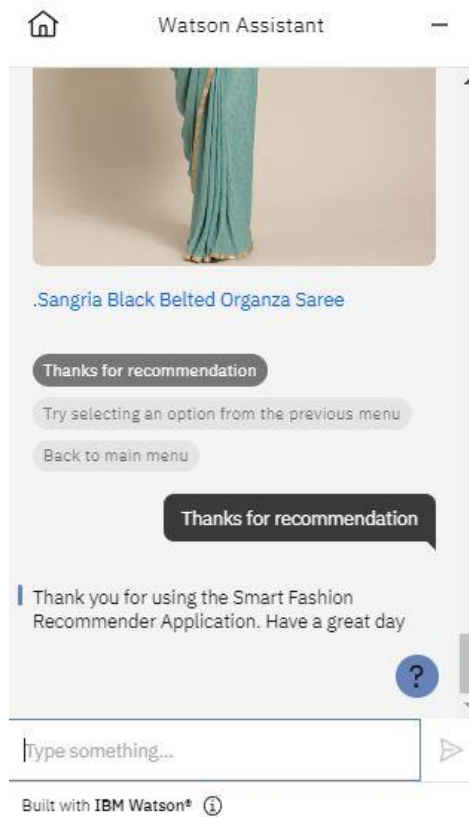 Watson Assistant
.Sangria Black Belted Organza Saree
Thanks for recommendation
Try selecting an option from the previous menu
Back to main menu
Thanks for recommendation
Thank you for using the Smart Fashion
Recommender Application. Have a great day
?
Type something...
Built with IBM Watson®